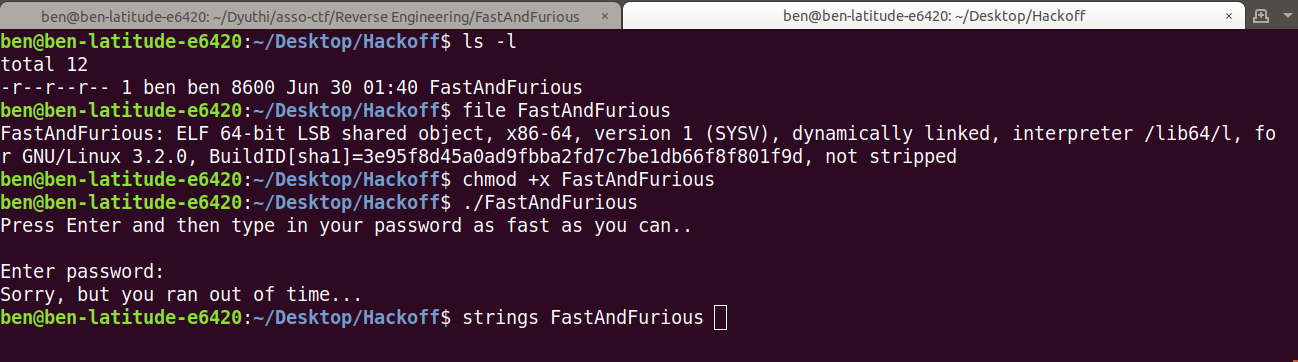 ben@ben-latitude-e6420: ~/Dyuthi/asso-ctf/Reverse Engineering/FastAndFurious × ben@ben-latitude-e6420: ~/Desktop/Hackoff ×
ben@ben-latitude-e6420:~/Desktop/Hackoff$ ls -l
total 12
-r--r--r-- 1 ben ben 8600 Jun 30 01:40 FastAndFurious
ben@ben-latitude-e6420:~/Desktop/Hackoff$ file FastAndFurious
FastAndFurious: ELF 64-bit LSB shared object, x86-64, version 1 (SYSV), dynamically linked, interpreter /lib64/l, fo
r GNU/Linux 3.2.0, BuildID[sha1]=3e95f8d45a0ad9fbba2fd7c7be1db66f8f801f9d, not stripped
ben@ben-latitude-e6420:~/Desktop/Hackoff$ chmod +x FastAndFurious
ben@ben-latitude-e6420:~/Desktop/Hackoff$ ./FastAndFurious
Press Enter and then type in your password as fast as you can..
Enter password:
Sorry, but you ran out of time...
ben@ben-latitude-e6420:~/Desktop/Hackoff$ strings FastAndFurious